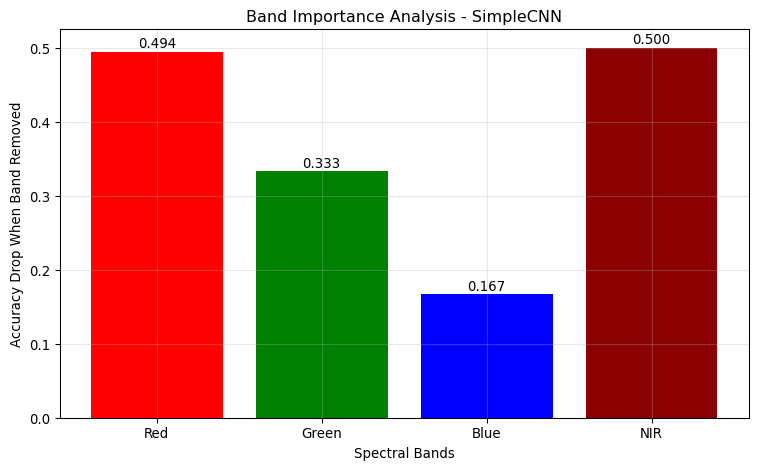 Band Importance Analysis - SimpleCNN
Accuracy Drop When Band Removed
0.5
0.4
0.3
0.2
0.1
0.0
0.494
0.333
0.167
0.500
Red Green Blue NIR
Spectral Bands